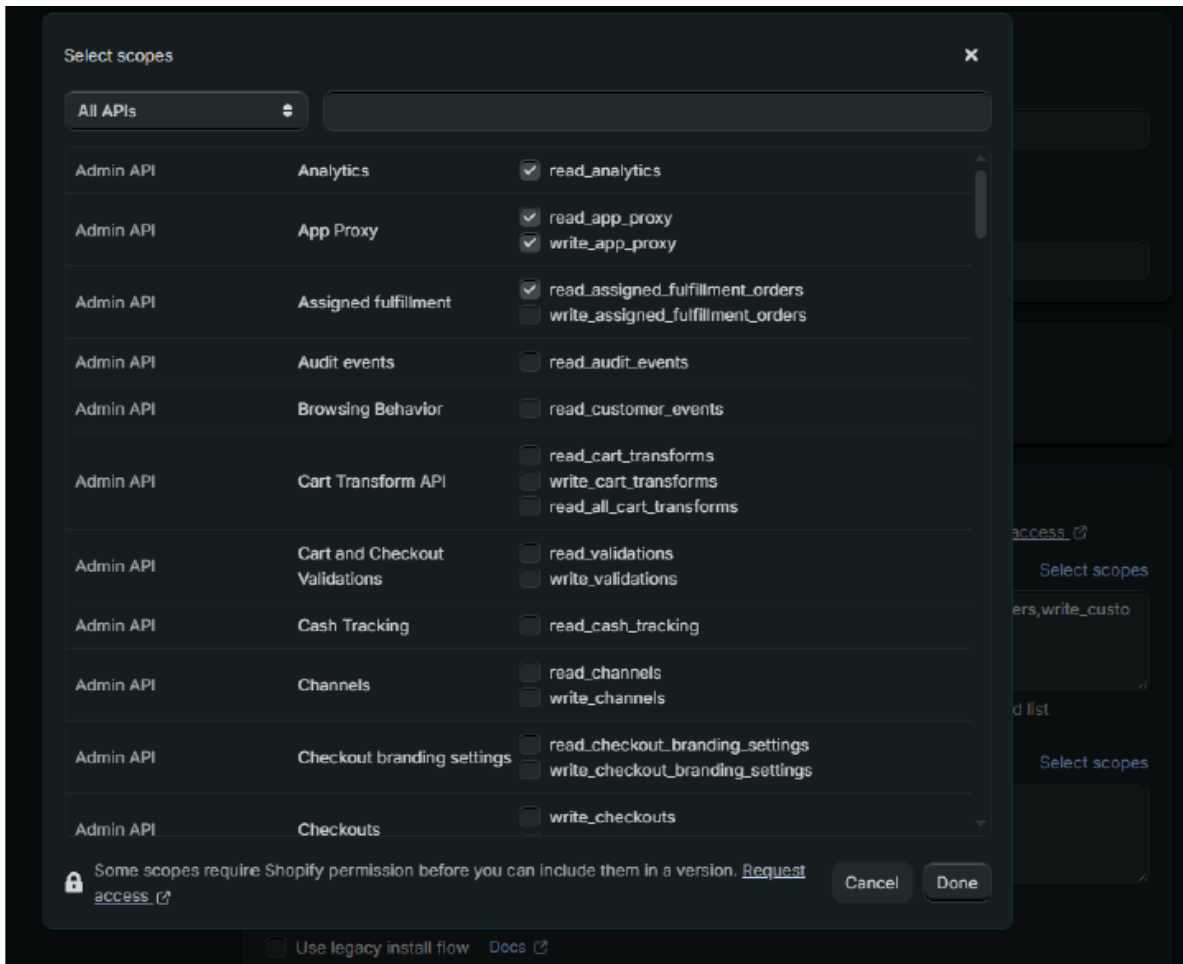 Select scopes
All APIs
Admin API Analytics read_analytics
Admin API App Proxy read_app_proxy
write_app_proxy
Admin API Assigned fulfillment read_assigned_fulfillment_orders
write_assigned_fulfillment_orders
Admin API Audit events read_audit_events
Admin API Browsing Behavior read_customer_events
Admin API Cart Transform API read_cart_transforms
write_cart_transforms
read_all_cart_transforms
Admin API Cart and Checkout Validations read_validations
write_validations
Admin API Cash Tracking read_cash_tracking
Admin API Channels read_channels
write_channels
Admin API Checkout branding settings read_checkout_branding_settings
write_checkout_branding_settings
Admin API Checkouts write_checkouts
Some scopes require Shopify permission before you can include them in a version. Request
access
Cancel Done
access
Select scopes
ers,write_custo
d list
Select scopes
Use legacy install flow Docs